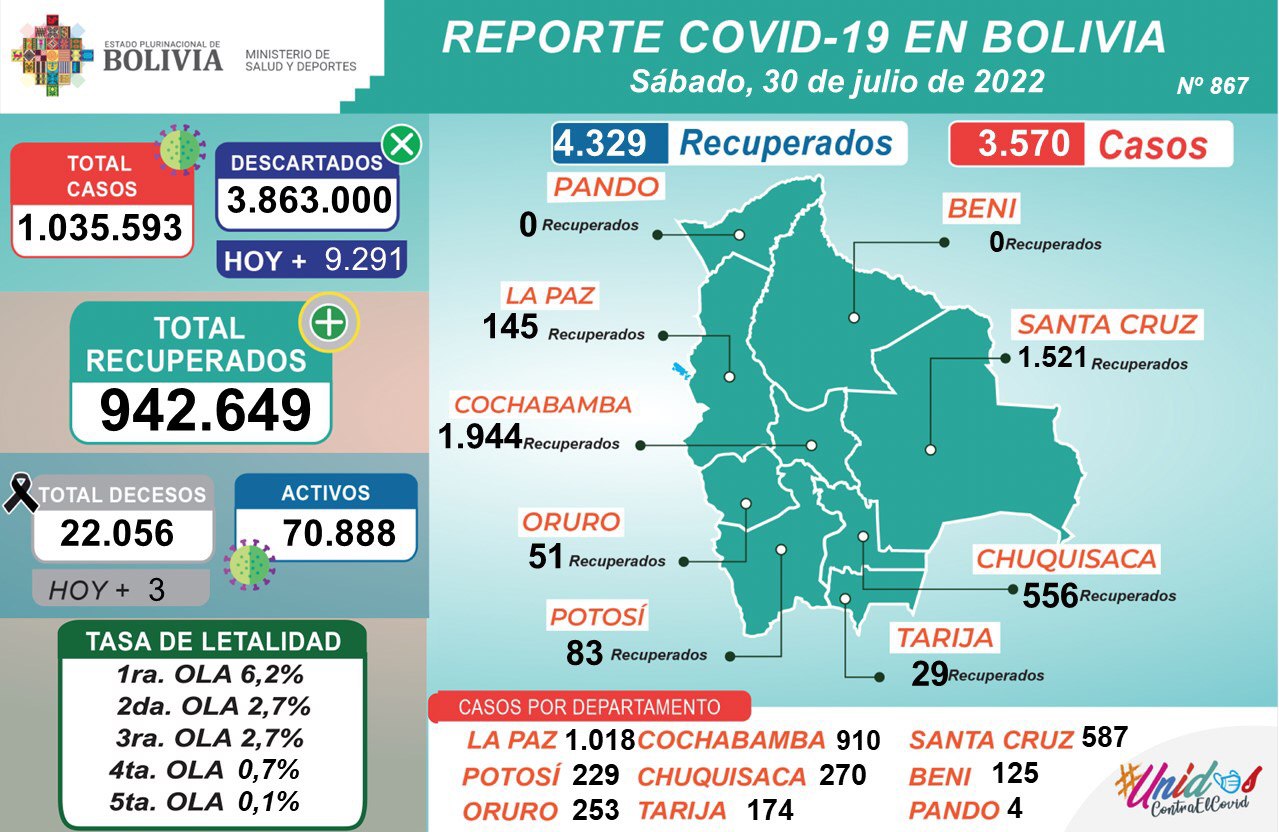 ESTADO PLURINACIONAL DE
BOLIVIA
MINISTERIO DE
SALUD Y DEPORTES
REPORTE COVID-19 EN BOLIVIA
Sábado, 30 de julio de 2022
Nº 867
TOTAL
CASOS
1.035.593
DESCARTADOS
3.863.000
HOY + 9.291
TOTAL
RECUPERADOS
942.649
TOTAL DECESOS
22.056
HOY + 3
ACTIVOS
70.888
TASA DE LETALIDAD
1ra. OLA 6,2%
2da. OLA 2,7%
3ra. OLA 2,7%
4ta. OLA 0,7%
5ta. OLA 0,1%
4.329 Recuperados
3.570 Casos
PANDO
0 Recuperados
BENI
0 Recuperados
LA PAZ
145 Recuperados
SANTA CRUZ
1.521 Recuperados
COCHABAMBA
1.944 Recuperados
ORURO
51 Recuperados
CHUQUISACA
556 Recuperados
POTOSÍ
83 Recuperados
TARIJA
29 Recuperados
CASOS POR DEPARTAMENTO
LA PAZ 1.018 COCHABAMBA 910 SANTA CRUZ 587
POTOSÍ 229 CHUQUISACA 270 BENI 125
ORURO 253 TARIJA 174 PANDO 4
#Unidos
ContraElCovid